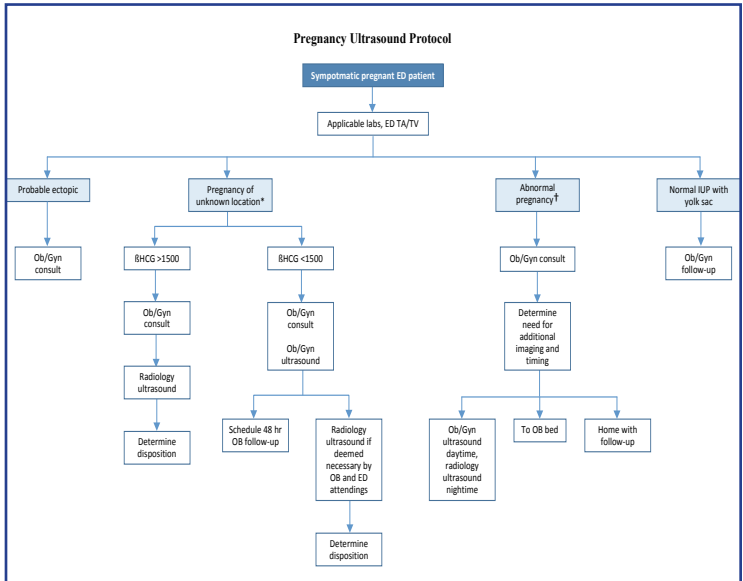 Pregnancy Ultrasound Protocol
Sympotmatic pregnant ED patient
Applicable labs, ED TA/TV
Probable ectopic
Pregnancy of
unknown location*
Abnormal
pregnancy†
Normal IUP with
yolk sac
Ob/Gyn
consult
ßHCG >1500
ßHCG <1500
Ob/Gyn consult
Ob/Gyn
follow-up
Ob/Gyn
consult
Ob/Gyn
consult
Ob/Gyn
ultrasound
Determine
need for
additional
imaging and
timing
Radiology
ultrasound
Determine
disposition
Schedule 48 hr
OB follow-up
Radiology
ultrasound if
deemed
necessary by
OB and ED
attendings
Ob/Gyn
ultrasound
daytime,
radiology
ultrasound
nightime
To OB bed
Home with
follow-up
Determine
disposition